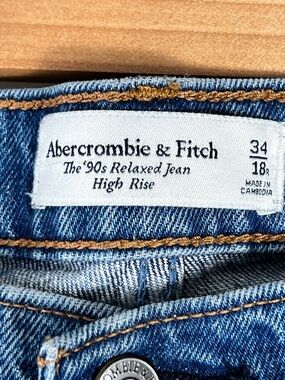 Abercrombie & Fitch
The '90s Relaxed Jean
High Rise
34
18R
MADE IN
CAMBODIA